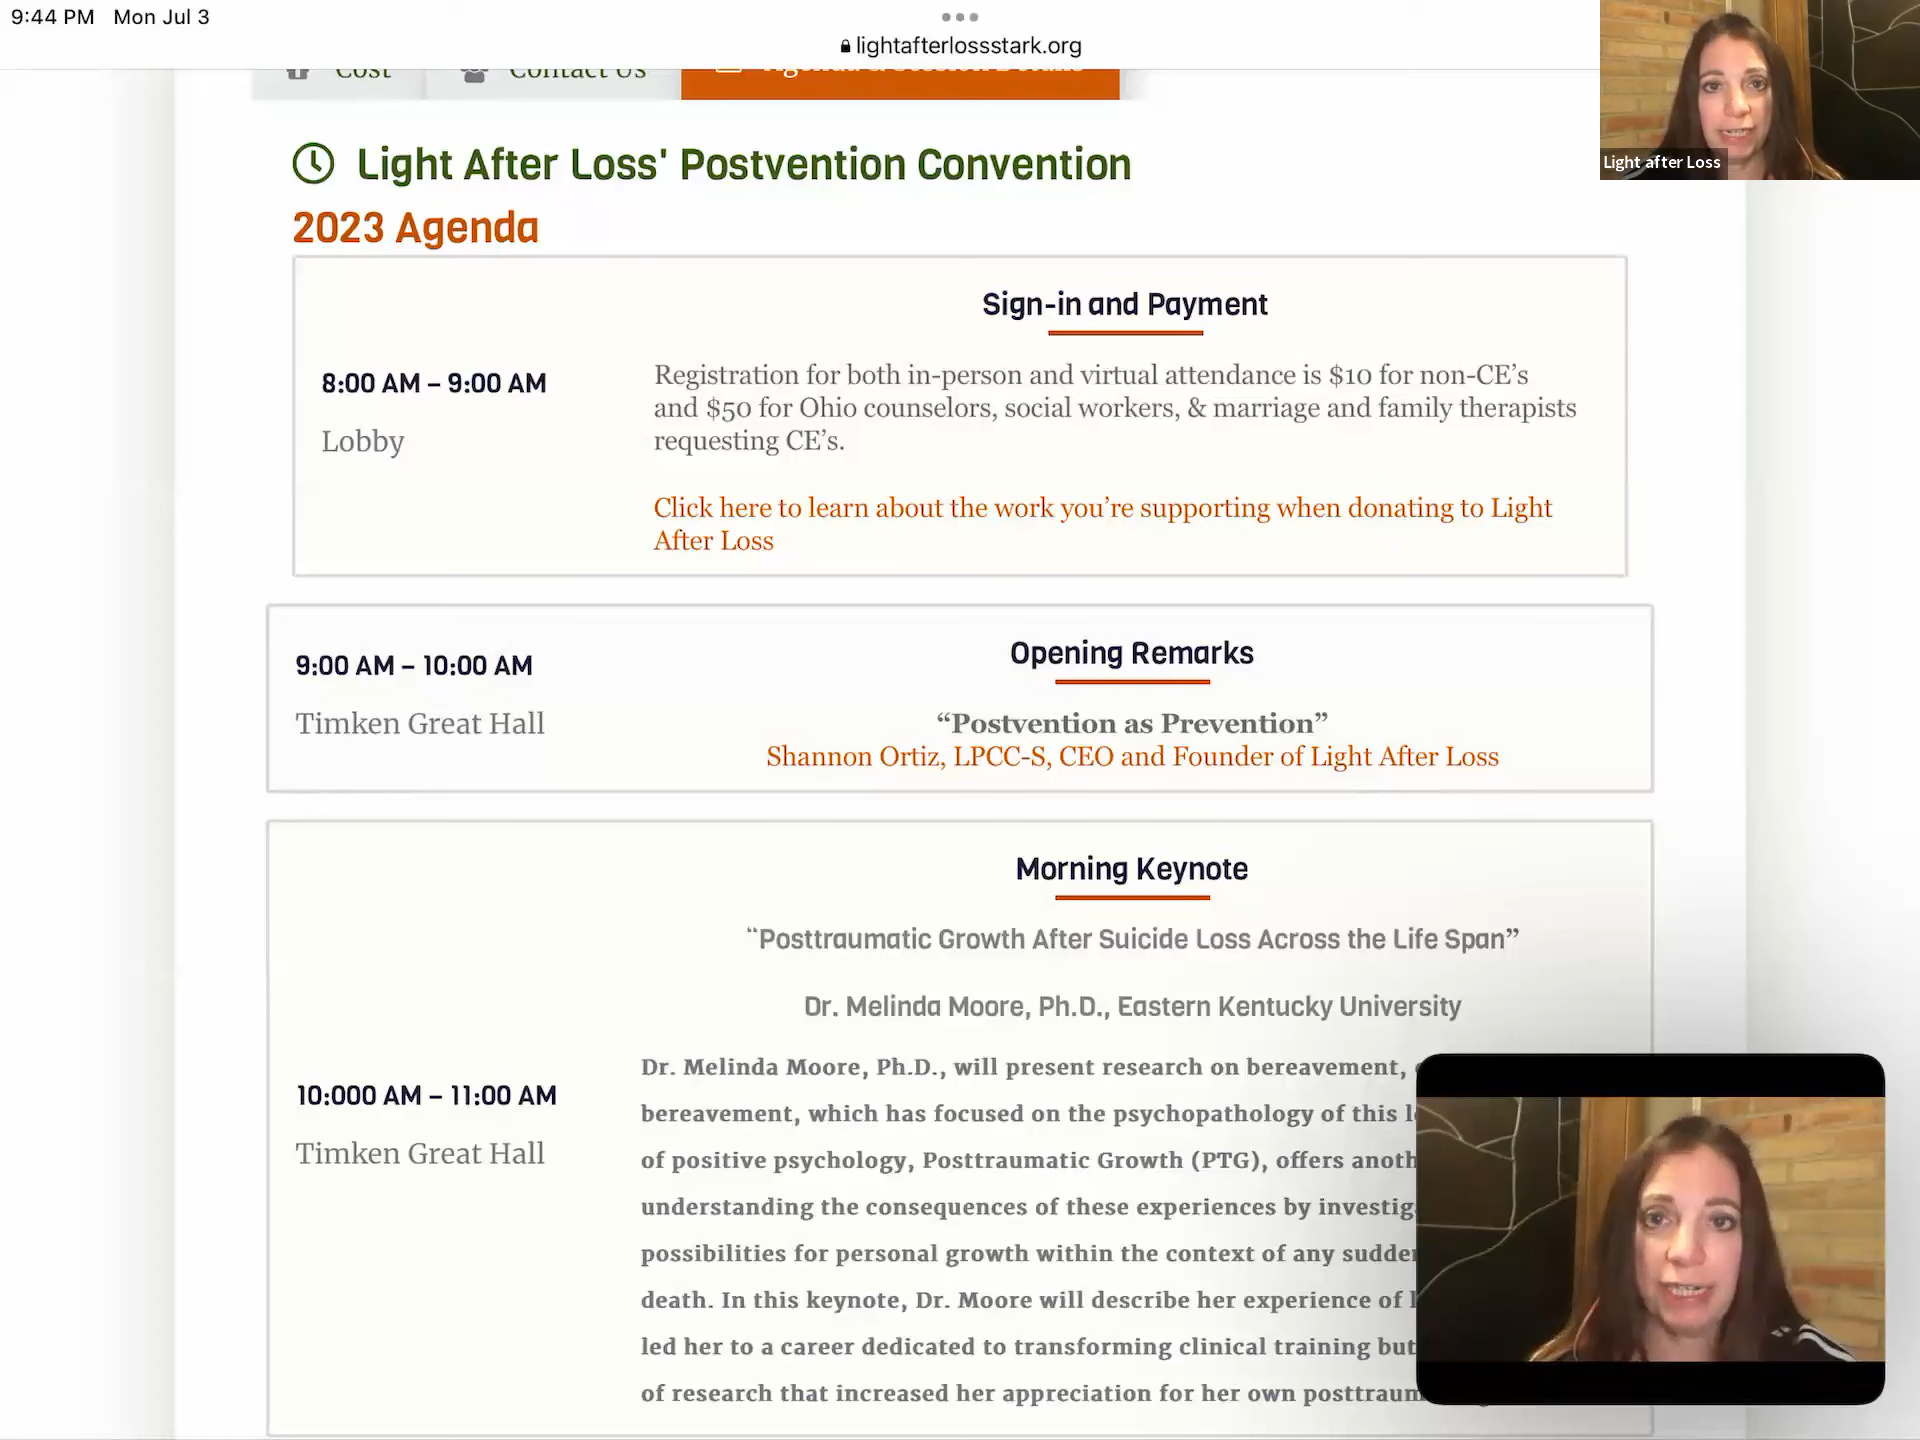 9:44 PM Mon Jul 3
lightafterlossstark.org
Cost
Contact Us
Agenda & Session Details
Light after Loss
Light After Loss' Postvention Convention
2023 Agenda
Sign-in and Payment
8:00 AM – 9:00 AM
Lobby
Registration for both in-person and virtual attendance is $10 for non-CE’s
and $50 for Ohio counselors, social workers, & marriage and family therapists
requesting CE’s.
Click here to learn about the work you’re supporting when donating to Light
After Loss
Opening Remarks
9:00 AM – 10:00 AM
Timken Great Hall
“Postvention as Prevention”
Shannon Ortiz, LPCC-S, CEO and Founder of Light After Loss
Morning Keynote
“Posttraumatic Growth After Suicide Loss Across the Life Span”
Dr. Melinda Moore, Ph.D., Eastern Kentucky University
10:000 AM – 11:00 AM
Timken Great Hall
Dr. Melinda Moore, Ph.D., will present research on bereavement,
bereavement, which has focused on the psychopathology of this
of positive psychology, Posttraumatic Growth (PTG), offers
understanding the consequences of these experiences by
possibilities for personal growth within the context of any
death. In this keynote, Dr. Moore will describe her experience of
led her to a career dedicated to transforming clinical training but
of research that increased her appreciation for her own